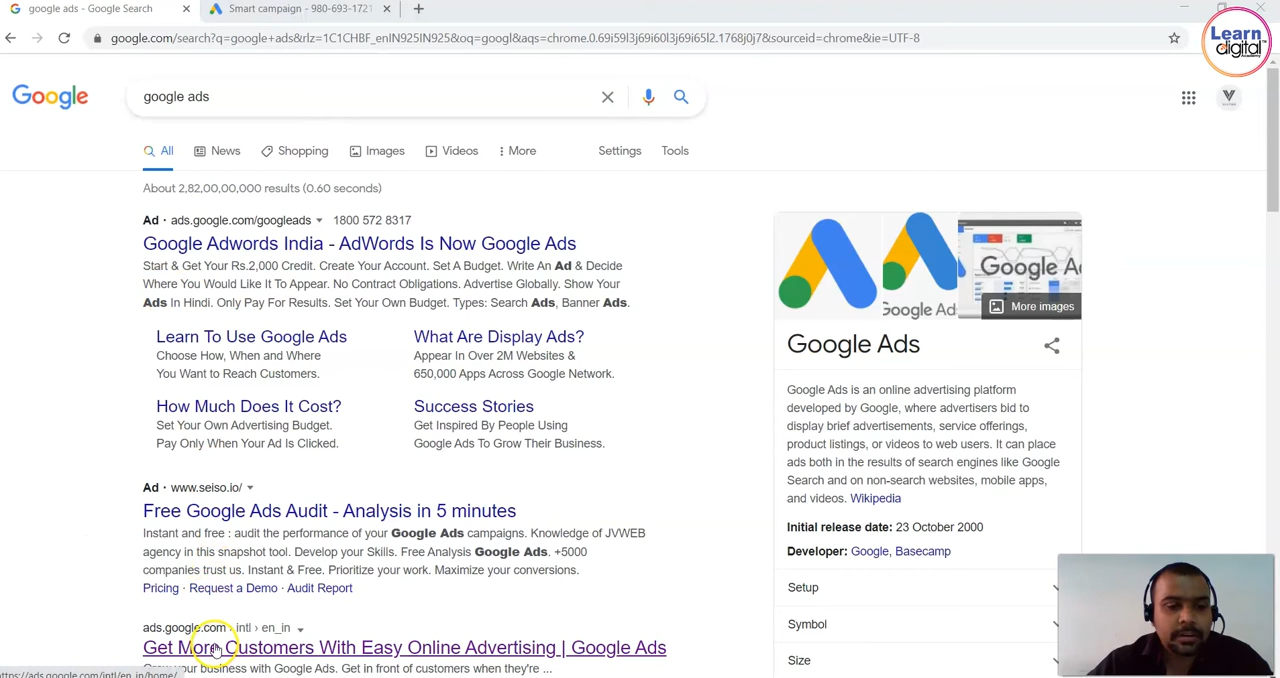 google ads - Google Search
Smart campaign - 980-693-1721
google.com/search?q=google+ads&rlz=1C1CHBF_enIN925IN925&oq=googl&aqs=chrome.0.69i59l3j69i60l3j69i65l2.1768j0j7&sourceid=chrome&ie=UTF-8
Learn
digital
Academy
Google
google ads
All
News
Shopping
Images
Videos
More
Settings
Tools
About 2,82,00,00,000 results (0.60 seconds)
Ad · ads.google.com/googleads 1800 572 8317
Google Adwords India - AdWords Is Now Google Ads
Start & Get Your Rs.2,000 Credit. Create Your Account. Set A Budget. Write An Ad & Decide
Where You Would Like It To Appear. No Contract Obligations. Advertise Globally. Show Your
Ads In Hindi. Only Pay For Results. Set Your Own Budget. Types: Search Ads, Banner Ads.
Learn To Use Google Ads
Choose How, When and Where
You Want to Reach Customers.
What Are Display Ads?
Appear In Over 2M Websites &
650,000 Apps Across Google Network.
How Much Does It Cost?
Set Your Own Advertising Budget.
Pay Only When Your Ad Is Clicked.
Success Stories
Get Inspired By People Using
Google Ads To Grow Their Business.
Ad · www.seiso.io/
Free Google Ads Audit - Analysis in 5 minutes
Instant and free : audit the performance of your Google Ads campaigns. Knowledge of JVWEB
agency in this snapshot tool. Develop your Skills. Free Analysis Google Ads. +5000
companies trust us. Instant & Free. Prioritize your work. Maximize your conversions.
Pricing · Request a Demo · Audit Report
ads.google.com › intl › en_in
Get More Customers With Easy Online Advertising | Google Ads
Grow your business with Google Ads. Get in front of customers when they're ...
https://ads.google.com/intl/en_in/home/
Google Ads
Google Ads
More images
Google Ads
Google Ads is an online advertising platform
developed by Google, where advertisers bid to
display brief advertisements, service offerings,
product listings, or videos to web users. It can place
ads both in the results of search engines like Google
Search and on non-search websites, mobile apps,
and videos. Wikipedia
Initial release date: 23 October 2000
Developer: Google, Basecamp
Setup
Symbol
Size